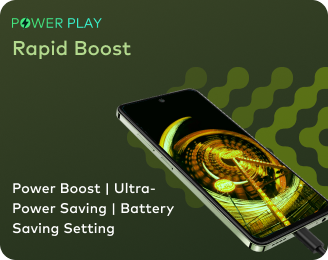 POWER PLAY
Rapid Boost
Power Boost | Ultra-
Power Saving | Battery
Saving Setting